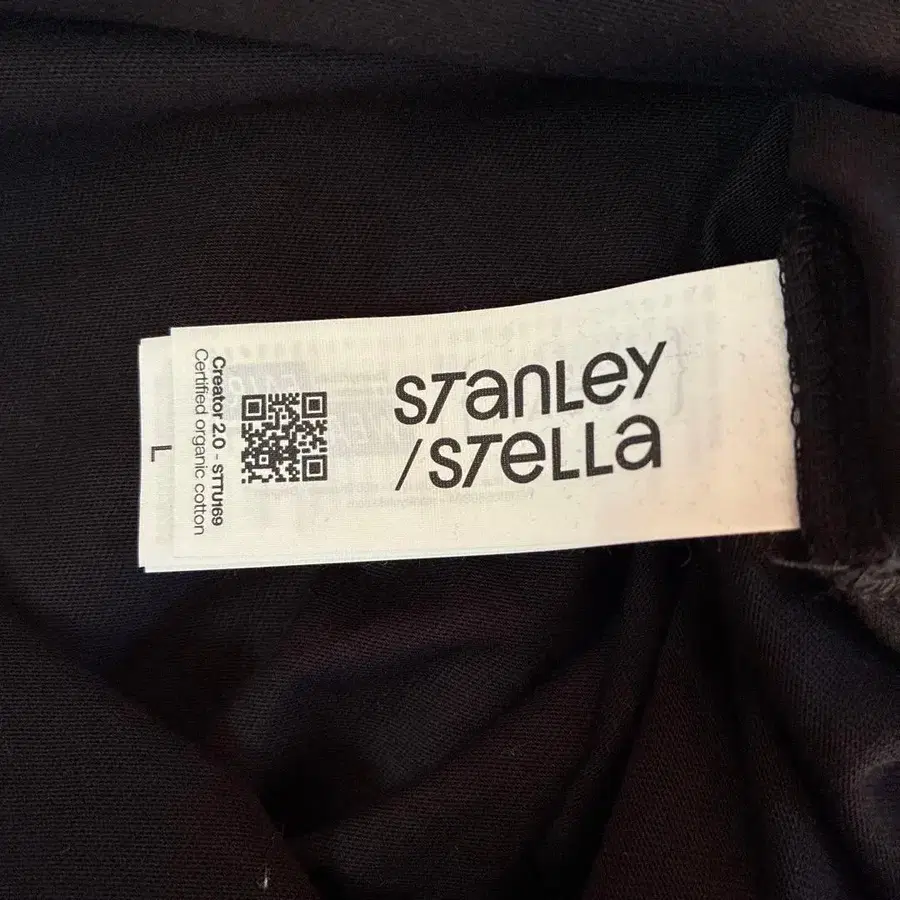 STANLEY
/STELLA
Creator 2.0 - STTU169
Certified organic cotton
L